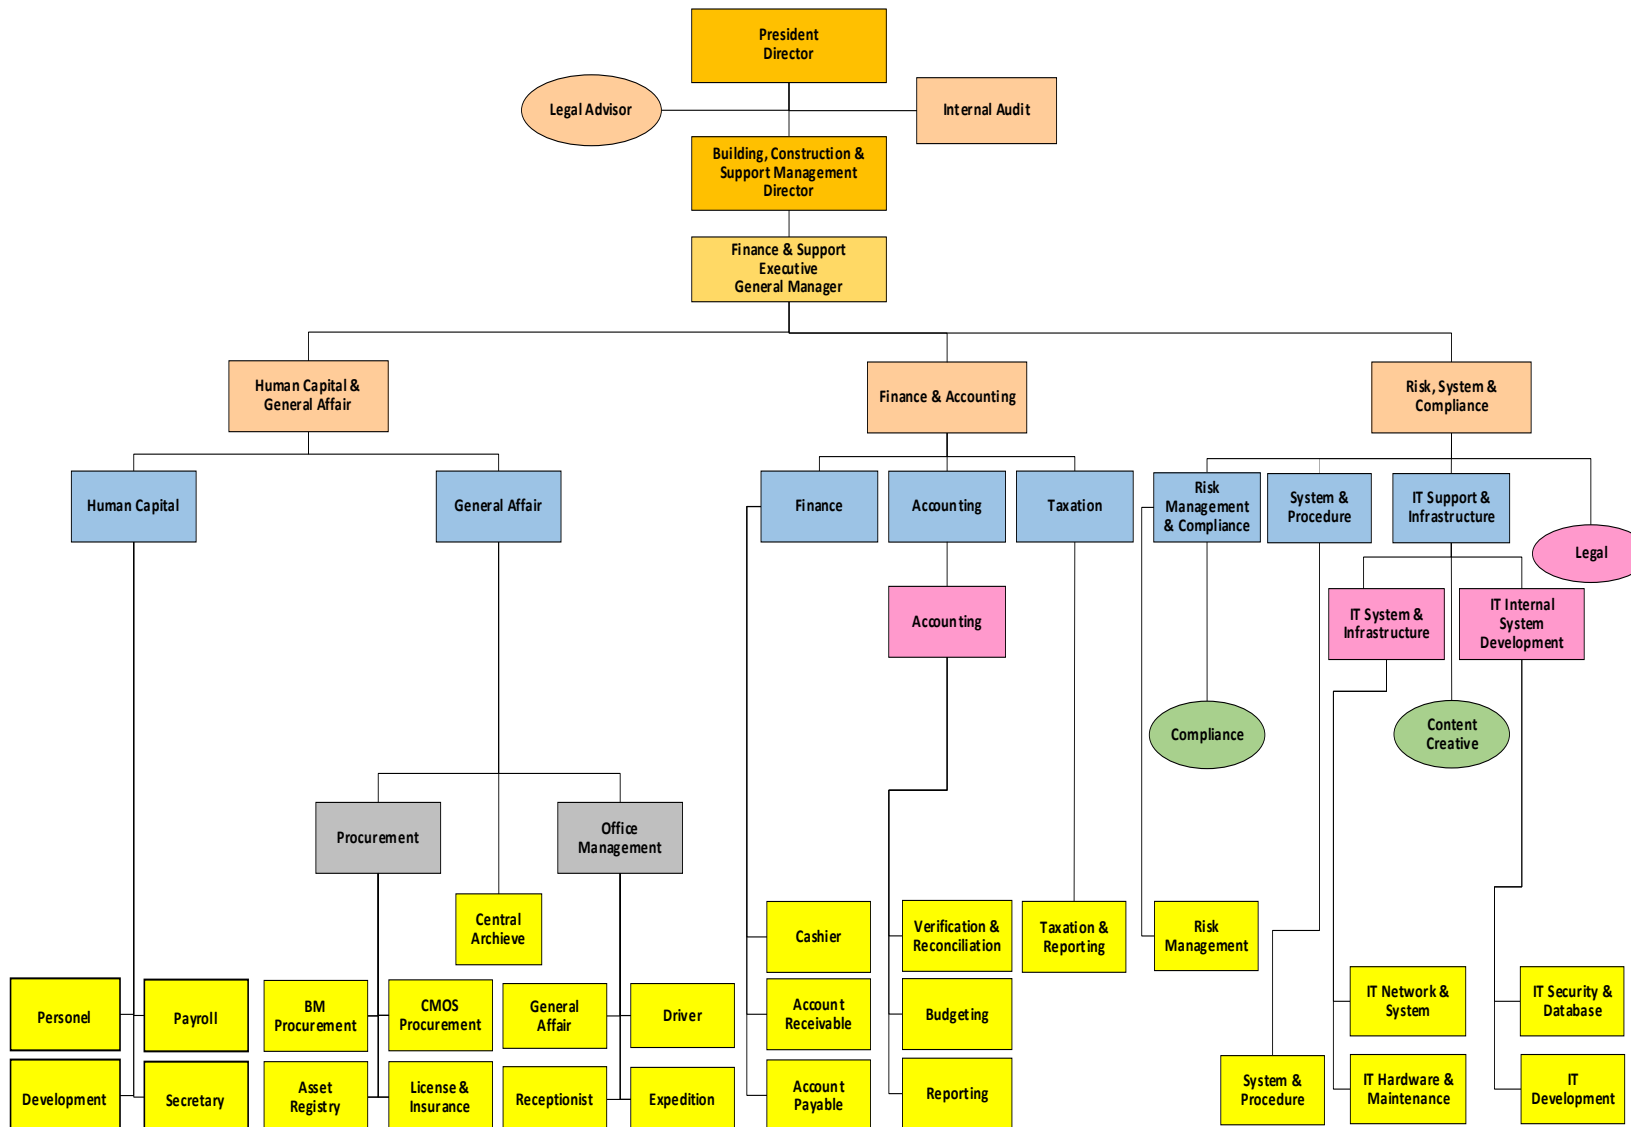 President
Director
Legal Advisor
Internal Audit
Building, Construction &
Support Management
Director
Finance & Support
Executive
General Manager
Human Capital &
General Affair
Finance & Accounting
Risk, System &
Compliance
Human Capital
General Affair
Finance
Accounting
Taxation
Risk
Management
& Compliance
System &
Procedure
IT Support &
Infrastructure
Legal
Accounting
IT System &
Infrastructure
IT Internal
System
Development
Compliance
Content
Creative
Procurement
Office
Management
Central
Archieve
Cashier
Verification &
Reconciliation
Taxation &
Reporting
Risk
Management
Personel
Payroll
BM
Procurement
CMOS
Procurement
General
Affair
Driver
Account
Receivable
Budgeting
IT Network &
System
IT Security &
Database
Development
Secretary
Asset
Registry
License &
Insurance
Receptionist
Expedition
Account
Payable
Reporting
System &
Procedure
IT Hardware &
Maintenance
IT
Development